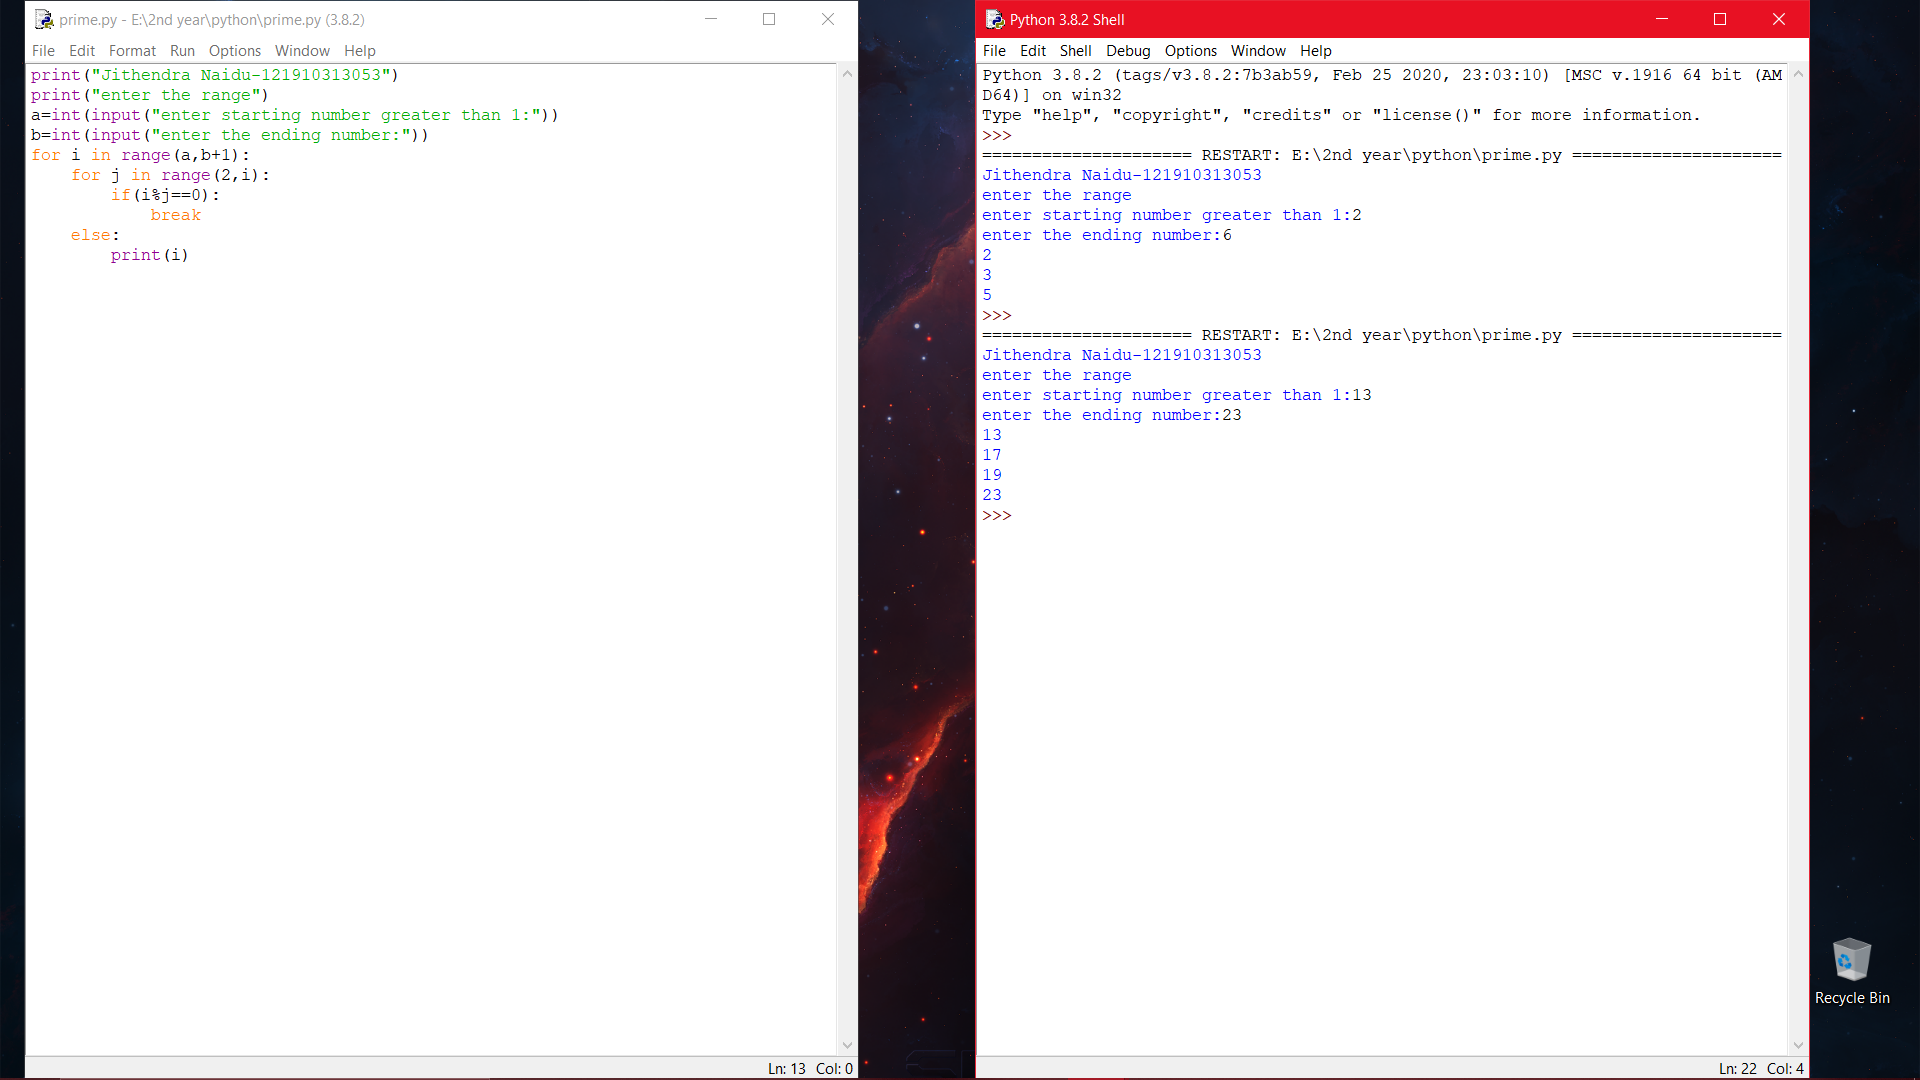 prime.py - E:\2nd year\python\prime.py (3.8.2)
File Edit Format Run Options Window Help
print("Jithendra Naidu-121910313053")
print("enter the range")
a=int(input("enter starting number greater than 1:"))
b=int(input("enter the ending number:"))
for i in range(a,b+1):
    for j in range(2,i):
        if(i%j==0):
            break
    else:
        print(i)
Ln: 13 Col: 0
Python 3.8.2 Shell
File Edit Shell Debug Options Window Help
Python 3.8.2 (tags/v3.8.2:7b3ab59, Feb 25 2020, 23:03:10) [MSC v.1916 64 bit (AM
D64)] on win32
Type "help", "copyright", "credits" or "license()" for more information.
>>>
===================== RESTART: E:\2nd year\python\prime.py =====================
Jithendra Naidu-121910313053
enter the range
enter starting number greater than 1:2
enter the ending number:6
2
3
5
>>>
===================== RESTART: E:\2nd year\python\prime.py =====================
Jithendra Naidu-121910313053
enter the range
enter starting number greater than 1:13
enter the ending number:23
13
17
19
23
>>>
Ln: 22 Col: 4
Recycle Bin